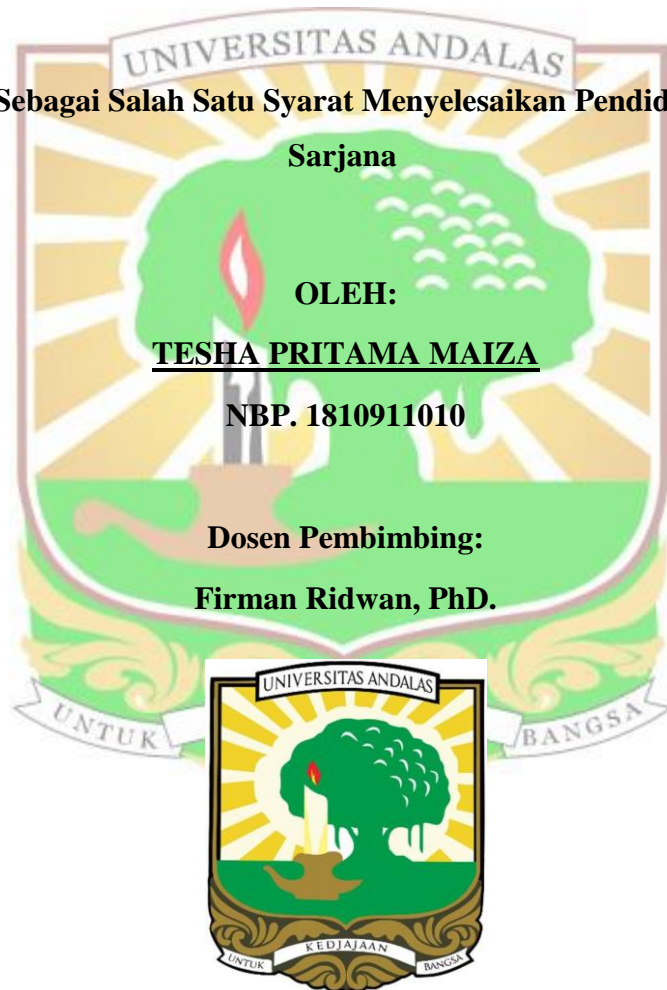 UNIVERSITAS ANDALAS
Sebagai Salah Satu Syarat Menyelesaikan
Sarjana
OLEH:
TESHA PRITAMA MAIZA
NBP. 1810911010
Dosen Pembimbing:
Firman Ridwan, PhD.
UNIVERSITAS ANDALAS
UNTUK BANGSA
UNTUK KEDJAJAAN BANGSA